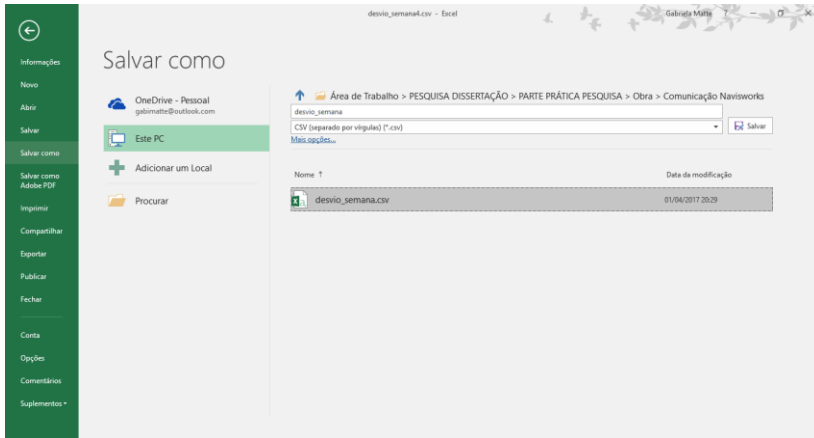 desvio_semana4.csv - Excel
Gabriela Matte ?
Informações
Novo
Abrir
Salvar
Salvar como
Salvar como
Adobe PDF
Imprimir
Compartilhar
Exportar
Publicar
Fechar
Conta
Opções
Comentários
Suplementos
Salvar como
OneDrive - Pessoal
gabimatte@outlook.com
Este PC
Adicionar um Local
Procurar
Área de Trabalho > PESQUISA DISSERTAÇÃO > PARTE PRÁTICA PESQUISA > Obra > Comunicação Navisworks
desvio_semana
CSV (separado por vírgulas) (*.csv)
Salvar
Mais opções...
Nome ↑ Data da modificação
desvio_semana.csv 01/04/2017 20:29